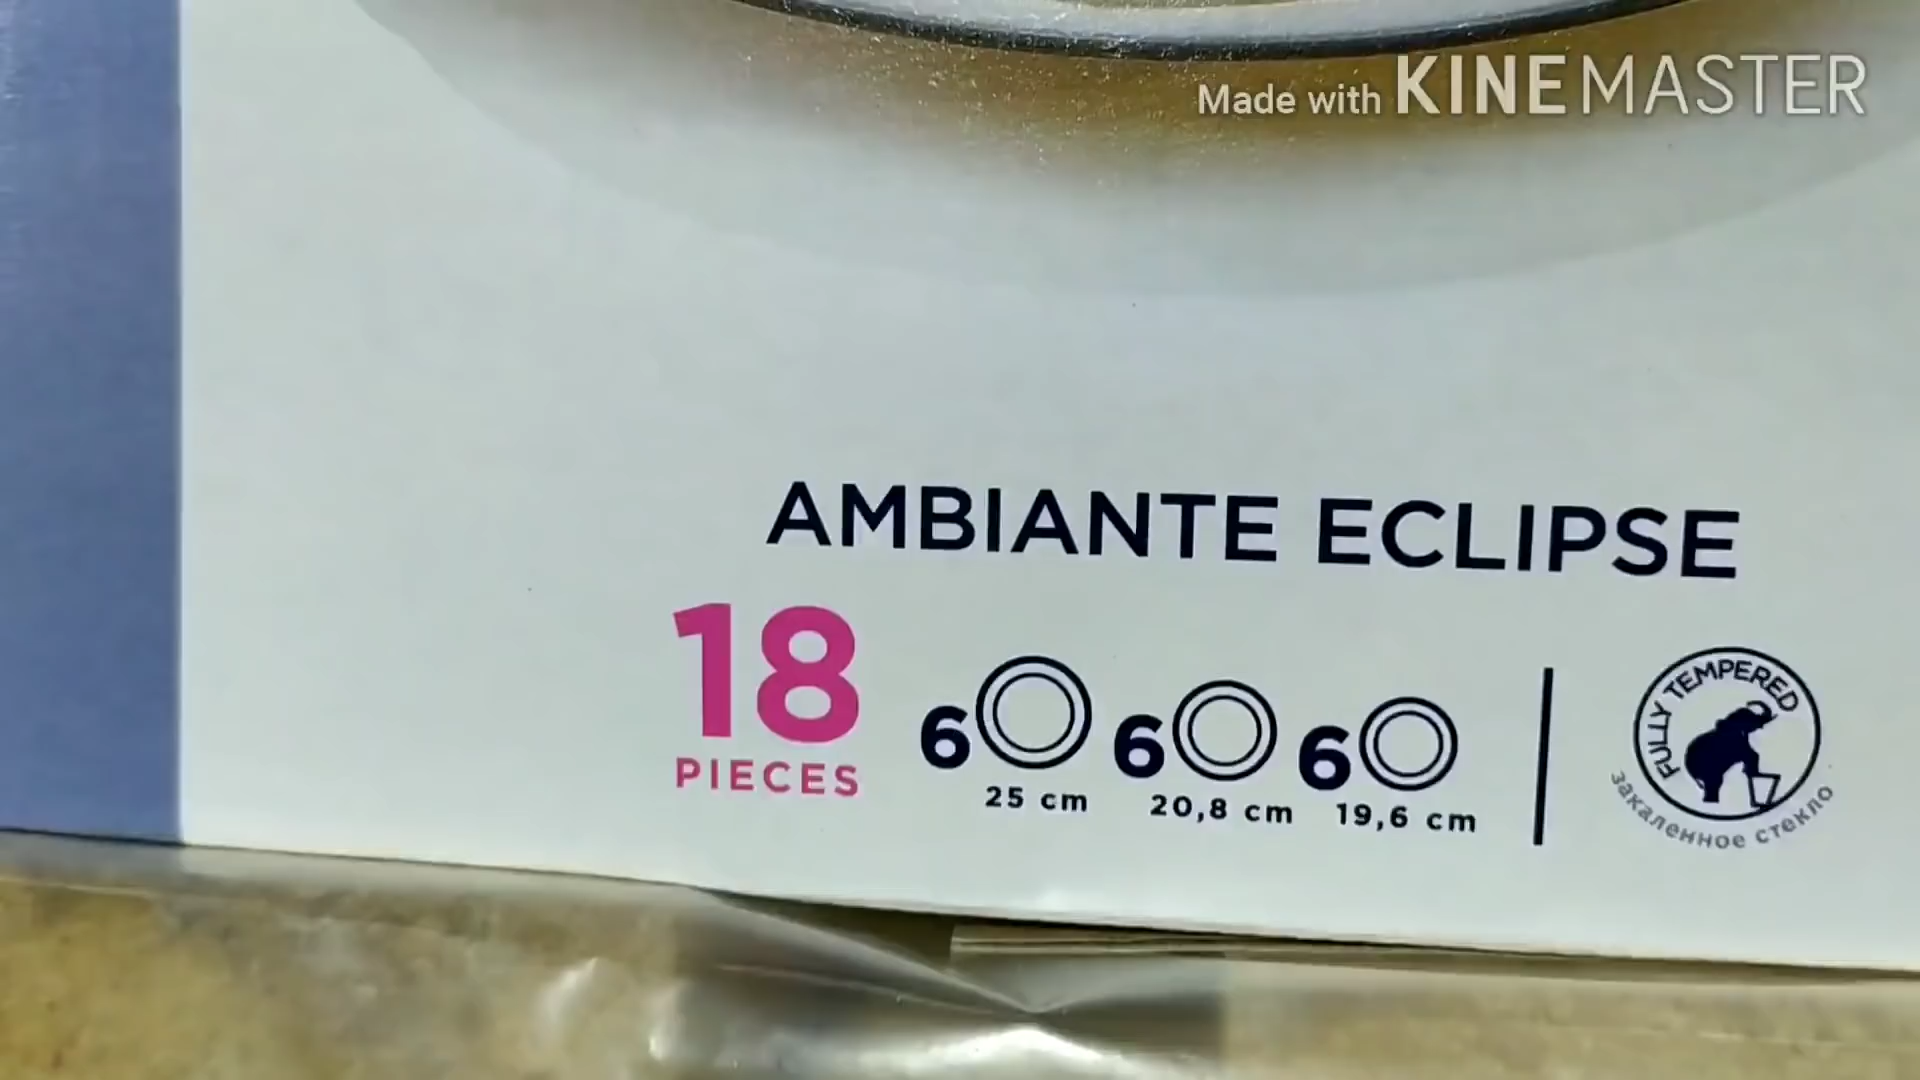 Made with KINEMASTER
AMBIANTE ECLIPSE
18
PIECES
6 6 6
25 cm 20,8 cm 19,6 cm
FULLY TEMPERED
закаленное стекло